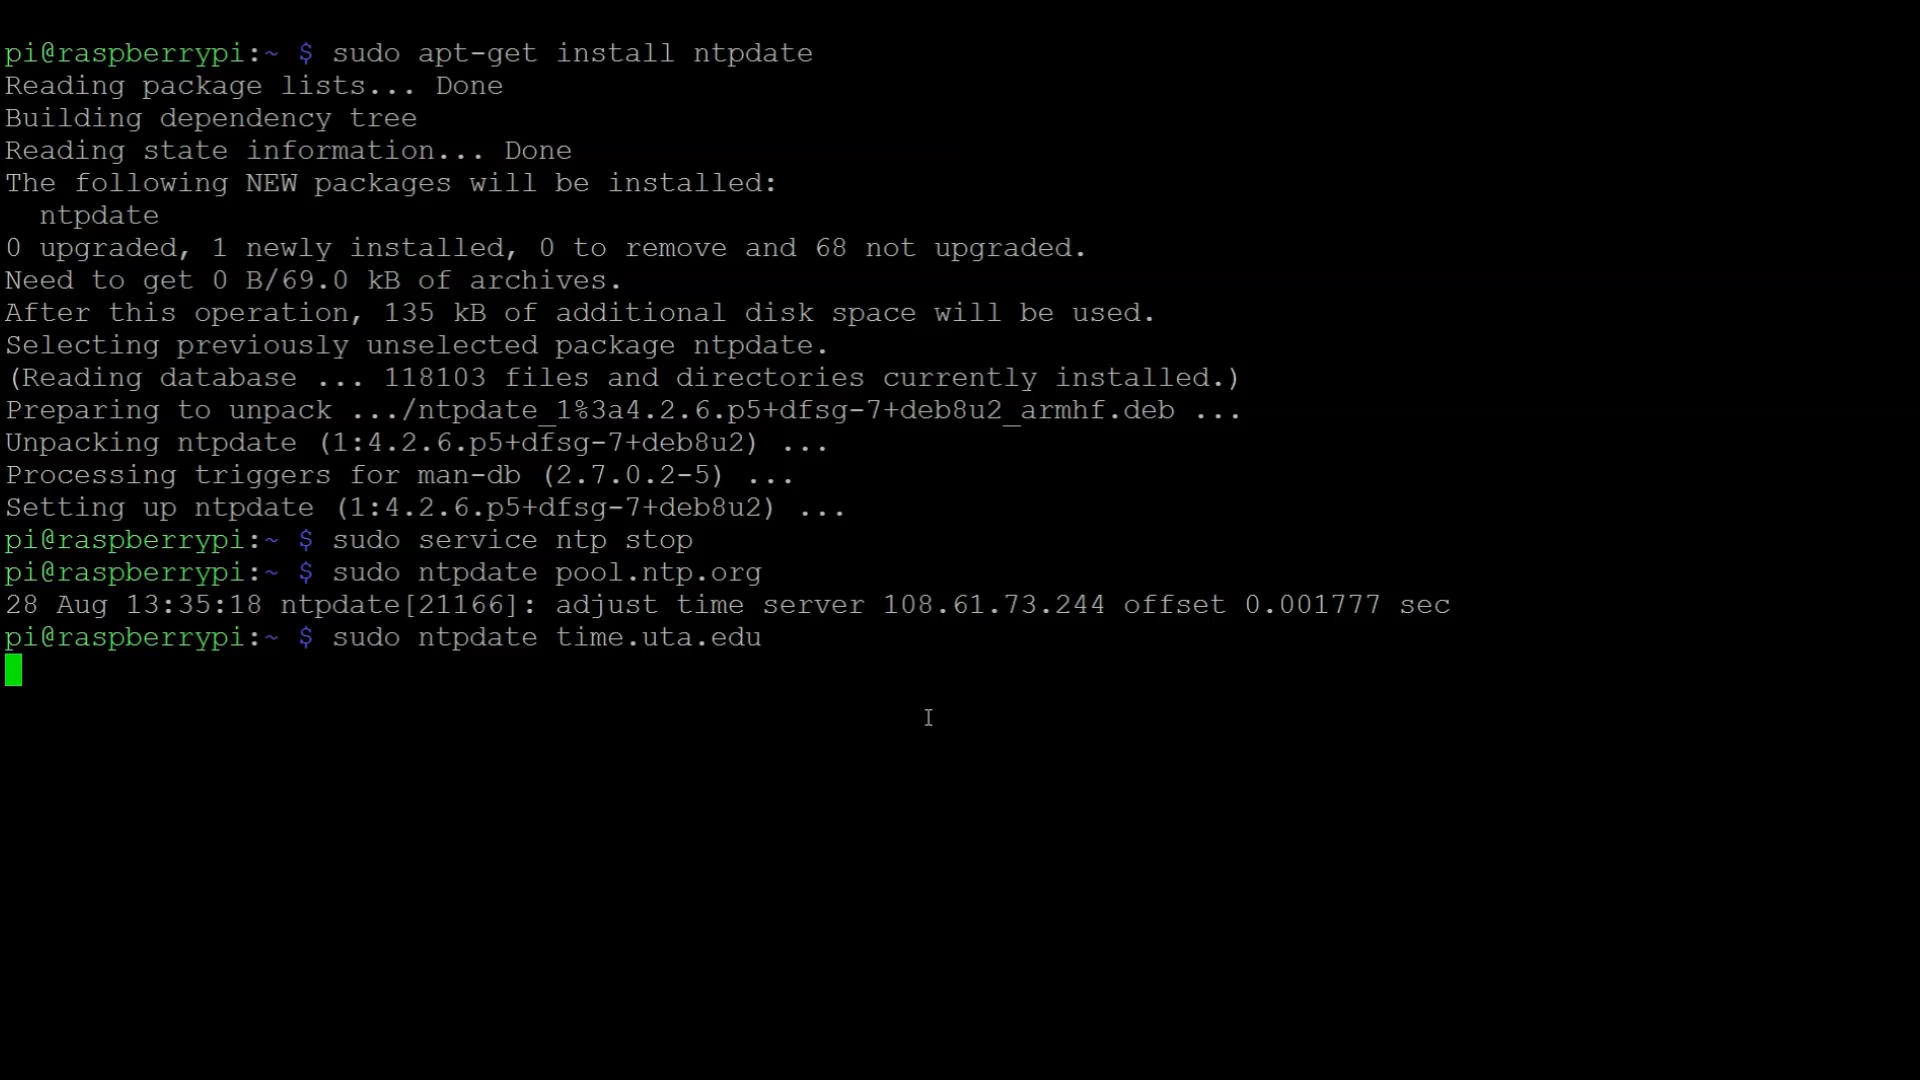 pi@raspberrypi:~ $ sudo apt-get install ntpdate
Reading package lists... Done
Building dependency tree
Reading state information... Done
The following NEW packages will be installed:
  ntpdate
0 upgraded, 1 newly installed, 0 to remove and 68 not upgraded.
Need to get 0 B/69.0 kB of archives.
After this operation, 135 kB of additional disk space will be used.
Selecting previously unselected package ntpdate.
(Reading database ... 118103 files and directories currently installed.)
Preparing to unpack .../ntpdate_1%3a4.2.6.p5+dfsg-7+deb8u2_armhf.deb ...
Unpacking ntpdate (1:4.2.6.p5+dfsg-7+deb8u2) ...
Processing triggers for man-db (2.7.0.2-5) ...
Setting up ntpdate (1:4.2.6.p5+dfsg-7+deb8u2) ...
pi@raspberrypi:~ $ sudo service ntp stop
pi@raspberrypi:~ $ sudo ntpdate pool.ntp.org
28 Aug 13:35:18 ntpdate[21166]: adjust time server 108.61.73.244 offset 0.001777 sec
pi@raspberrypi:~ $ sudo ntpdate time.uta.edu